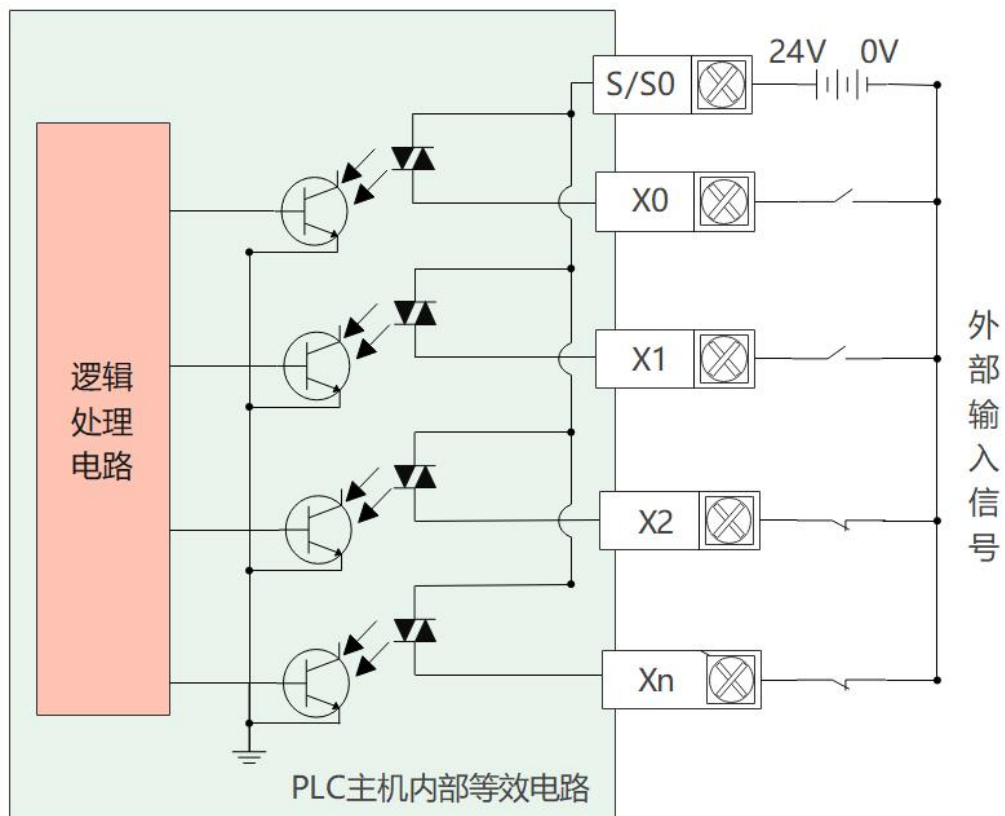 24V 0V
S/S0
X0
X1
X2
Xn
逻辑
处理
电路
外
部
输
入
信
号
PLC主机内部等效电路